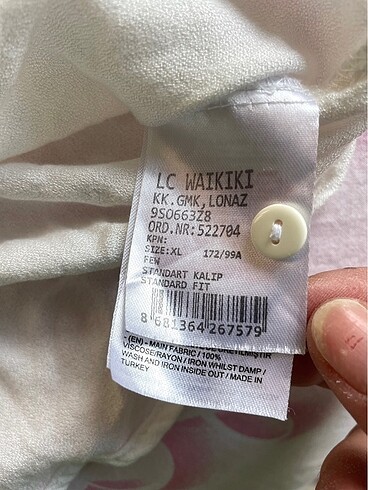 LC WAIKIKI
KK.GMK,LONAZ
9S0663Z8
ORD.NR:522704
KPN:
SIZE:XL 172/99A
FEW
STANDART KALIP
STANDARD FIT
8 681364 267579
(EN) - MAIN FABRIC / 100%
VISCOSE/RAYON / IRON WHILST DAMP /
WASH AND IRON INSIDE OUT / MADE IN
TURKEY